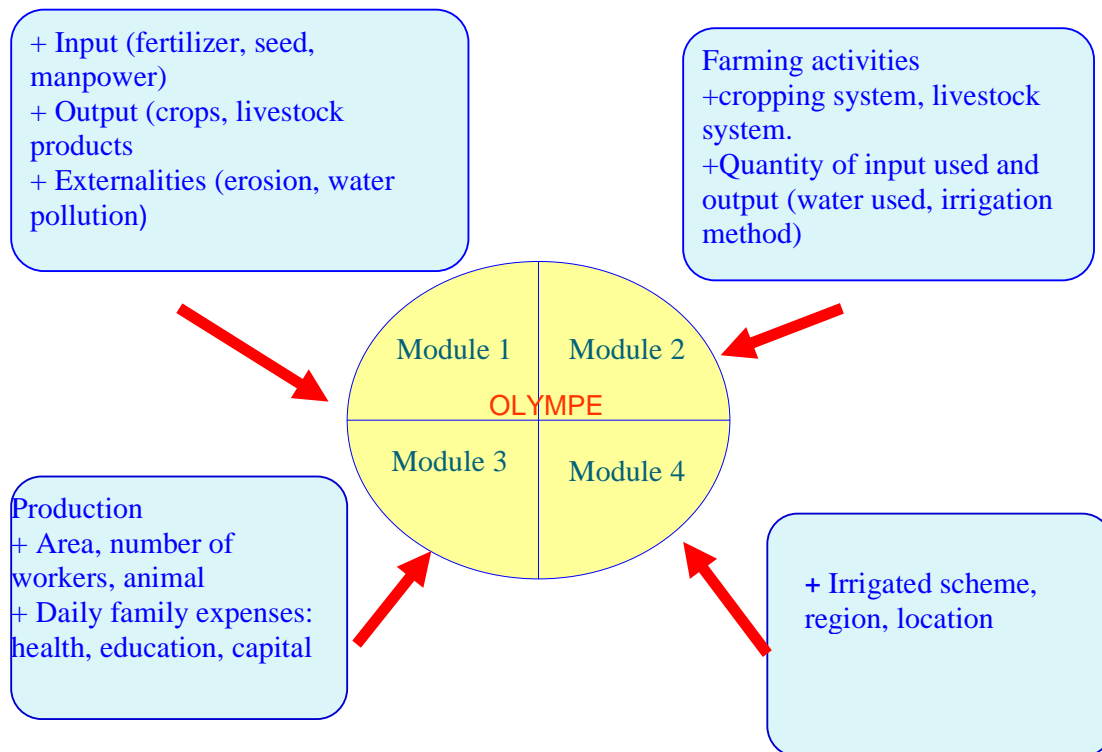 + Input (fertilizer, seed,
manpower)
+ Output (crops, livestock
products
+ Externalities (erosion, water
pollution)
Farming activities
+cropping system, livestock
system.
+Quantity of input used and
output (water used, irrigation
method)
Module 1
Module 2
OLYMPE
Module 3
Module 4
Production
+ Area, number of
workers, animal
+ Daily family expenses:
health, education, capital
+ Irrigated scheme,
region, location